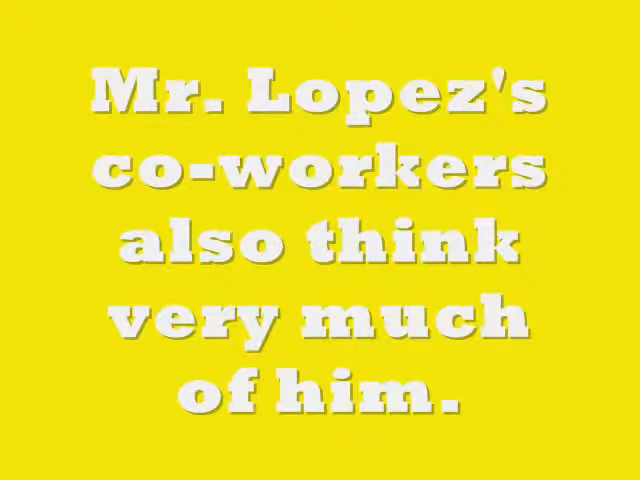 Mr. Lopez's
co-workers
also think
very much
of him.